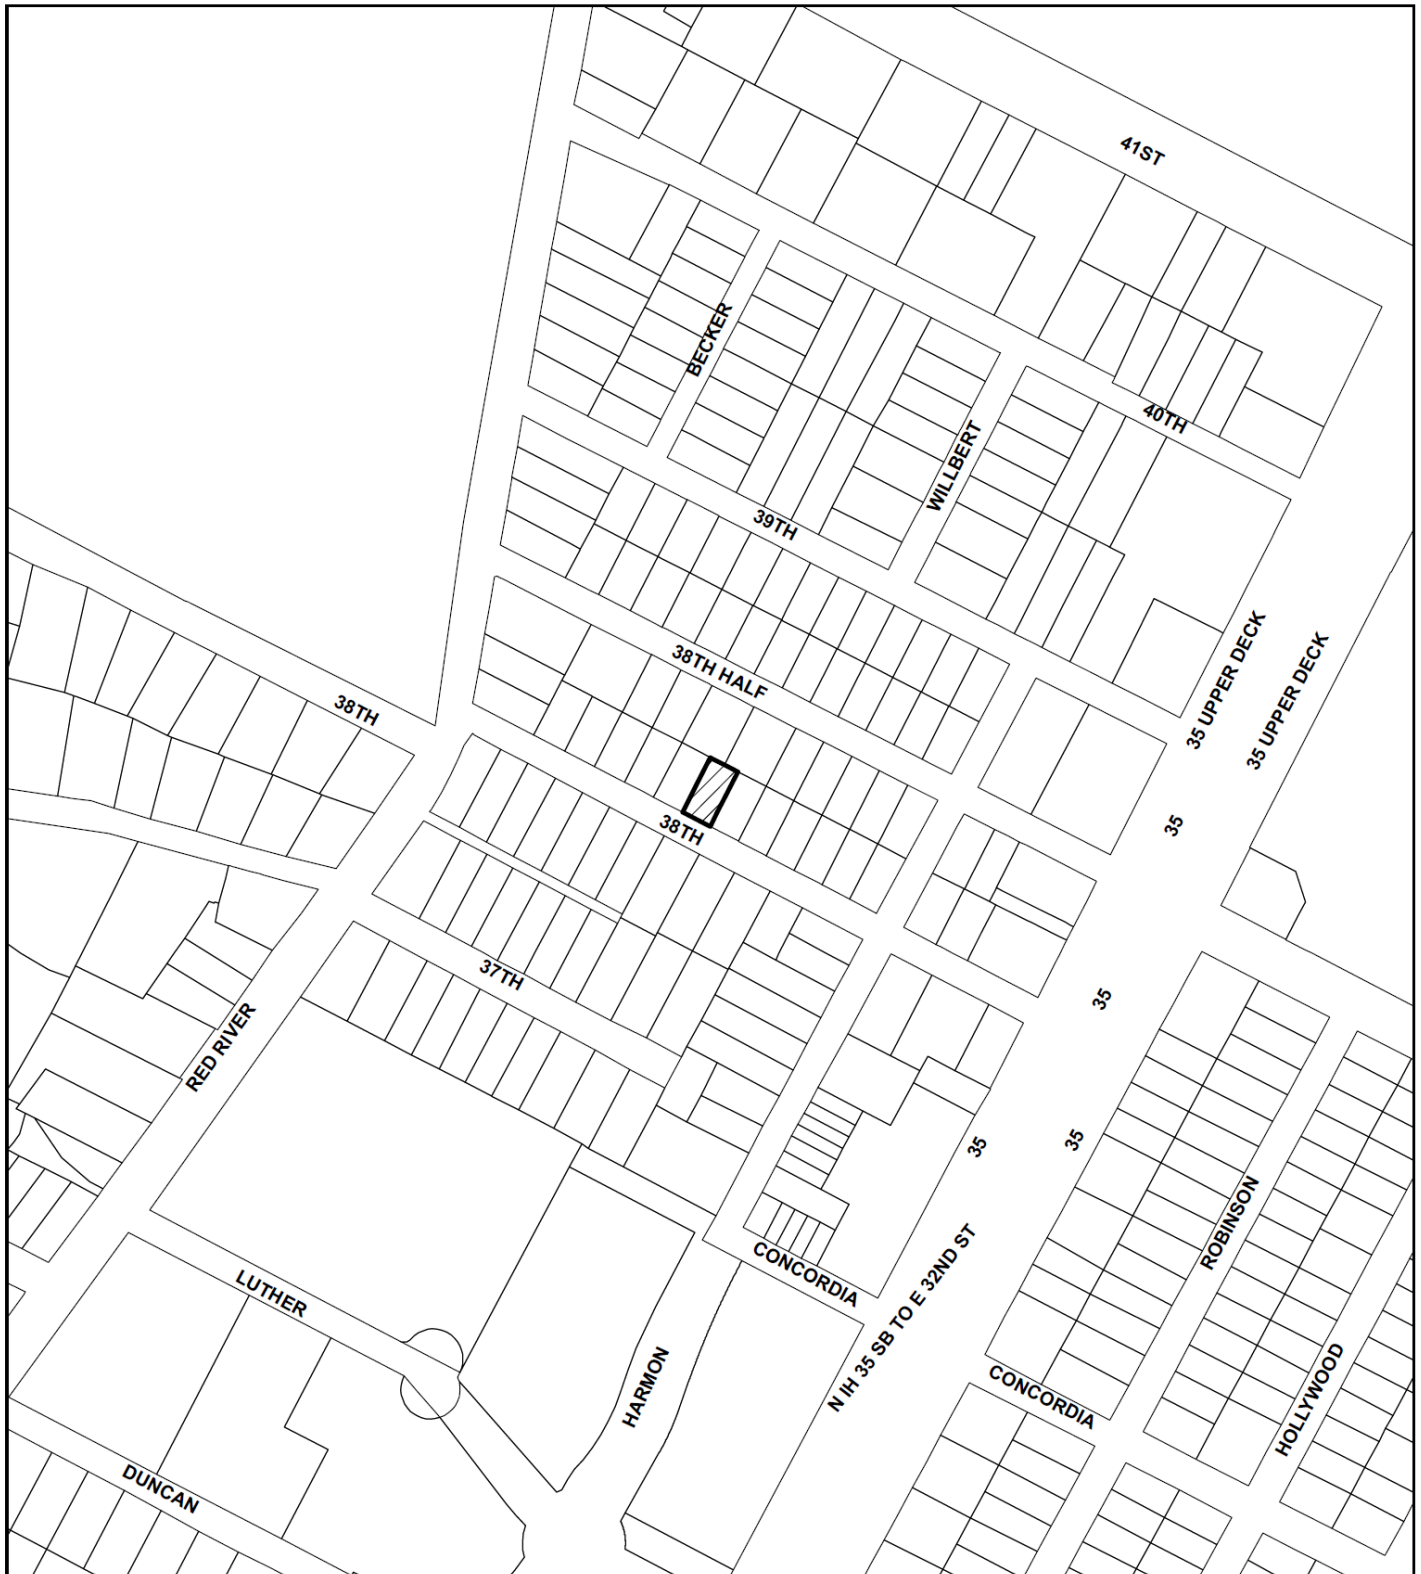 41ST
BECKER
40TH
WILLBERT
39TH
38TH HALF
35 UPPER DECK
35 UPPER DECK
38TH
38TH
35
37TH
35
RED RIVER
35
35
ROBINSON
CONCORDIA
LUTHER
N IH 35 SB TO E 32ND ST
HARMON
CONCORDIA
HOLLYWOOD
DUNCAN